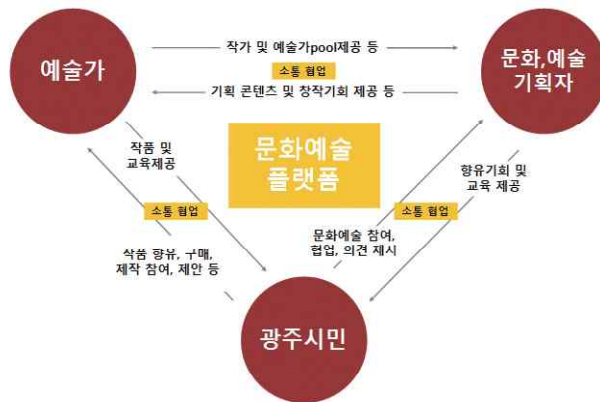 작가 및 예술가pool제공 등
예술가
소통 협업
문화,예술
기획자
기획 콘텐츠 및 창작기회 제공 등
작품 및
교육제공
문화예술
플랫폼
향유기회 및
교육 제공
소통 협업
소통 협업
문화예술 참여,
협업, 의견 제시
작품 향유, 구매,
제작 참여, 제안 등
광주시민